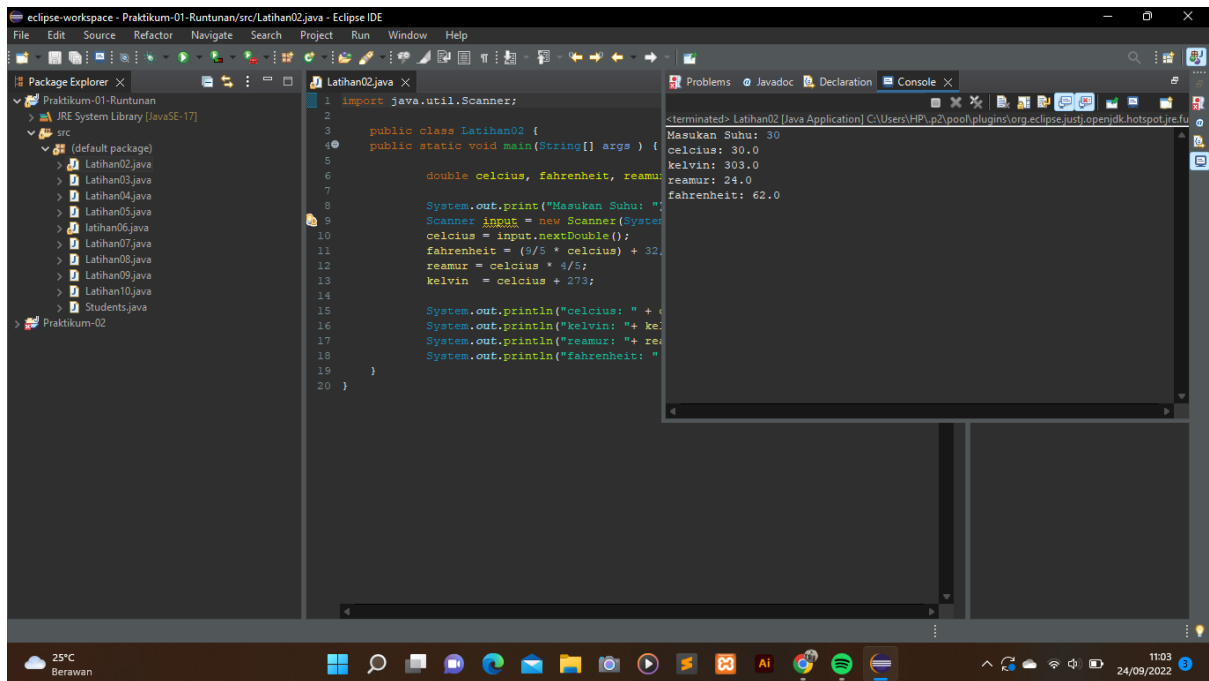 eclipse-workspace - Praktikum-01-Runtunan/src/Latihan02.java - Eclipse IDE
File Edit Source Refactor Navigate Search Project Run Window Help
Package Explorer
Praktikum-01-Runtunan
JRE System Library [JavaSE-17]
src
(default package)
Latihan02.java
Latihan03.java
Latihan04.java
Latihan05.java
latihan06.java
Latihan07.java
Latihan08.java
Latihan09.java
Latihan10.java
Students.java
Praktikum-02
Latihan02.java
1 import java.util.Scanner;
2
3 public class Latihan02 {
4 public static void main(String[] args ) {
5
6 double celcius, fahrenheit, reamur
7
8 System.out.print("Masukan Suhu: ")
9 Scanner input = new Scanner(System
10 celcius = input.nextDouble();
11 fahrenheit = (9/5 * celcius) + 32
12 reamur = celcius * 4/5;
13 kelvin = celcius + 273;
14
15 System.out.println("celcius: " + c
16 System.out.println("kelvin: "+ kel
17 System.out.println("reamur: "+ rea
18 System.out.println("fahrenheit: "
19 }
20 }
Problems Javadoc Declaration Console
<terminated> Latihan02 [Java Application] C:\Users\HP\.p2\pool\plugins\org.eclipse.justj.openjdk.hotspot.jre.fu
Masukan Suhu: 30
celcius: 30.0
kelvin: 303.0
reamur: 24.0
fahrenheit: 62.0
25°C
Berawan
Ai
11:03
24/09/2022
3